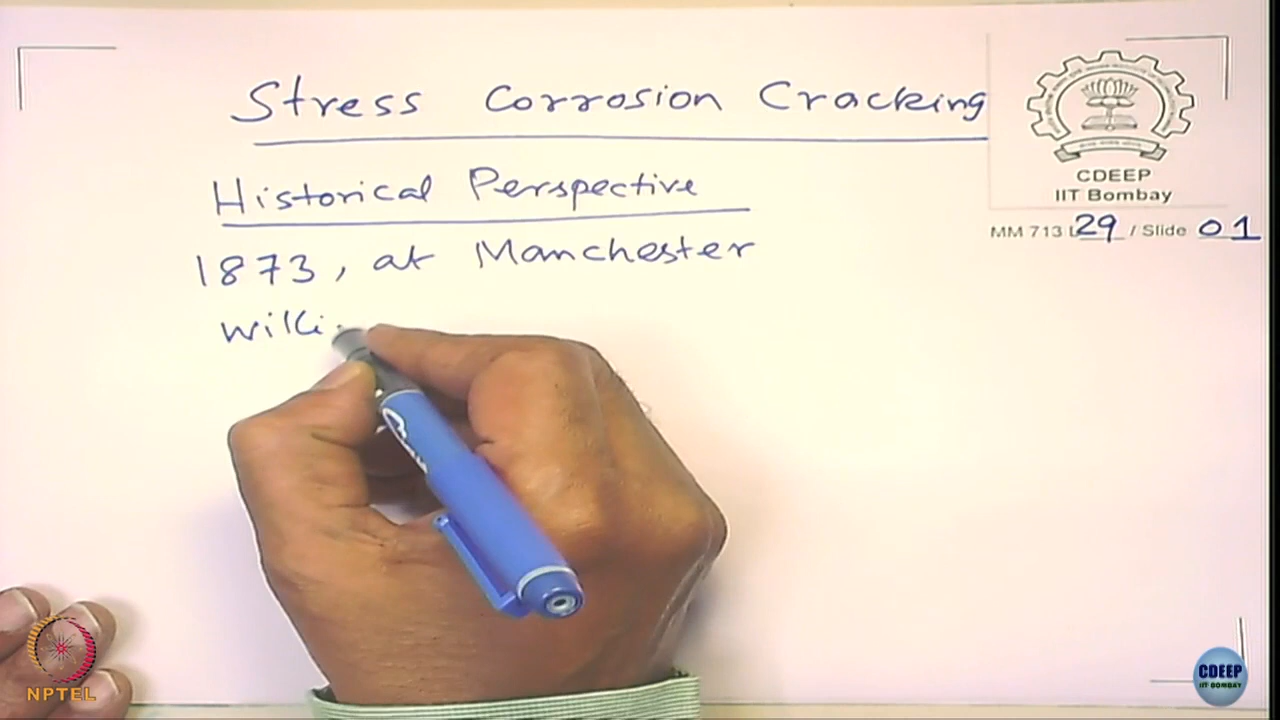 Stress Corrosion Cracking
CDEEP
IIT Bombay
MM 713 L29 / Slide 01
Historical Perspective
1873, at Manchester
NPTEL
CDEEP
IIT BOMBAY